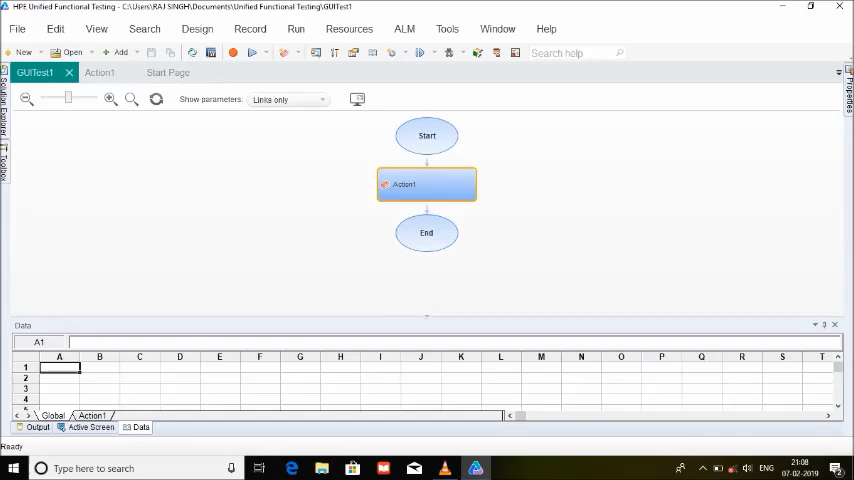 HPE Unified Functional Testing - C:\Users\RAJ SINGH\Documents\Unified Functional Testing\GUITest1
File Edit View Search Design Record Run Resources ALM Tools Window Help
New Open Add Search help
GUITest1 Action1 Start Page
Solution Explorer
Toolbox
Properties
Show parameters: Links only
Start
Action1
End
Data
A1
A B C D E F G H I J K L M N O P Q R S T
1
2
3
4
Global Action1
Output Active Screen Data
Ready
Type here to search
ENG
21:08
07-02-2019
2